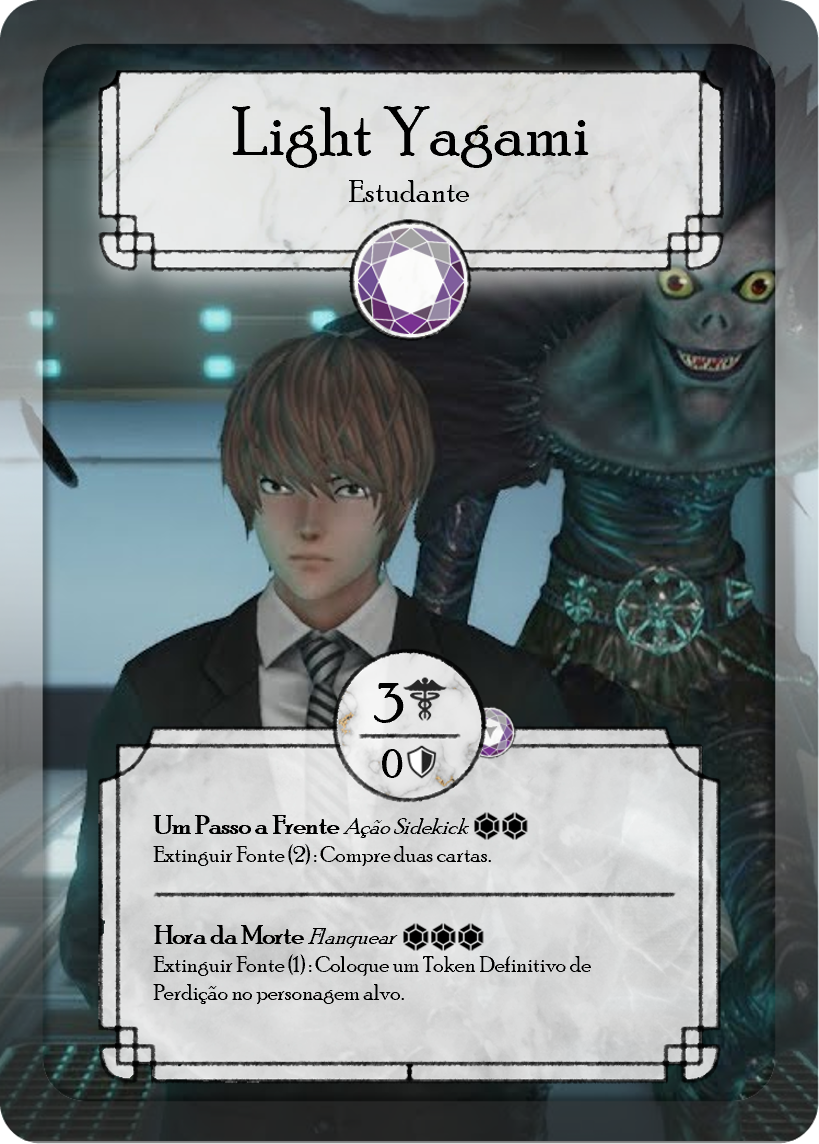 Light Yagami
Estudante
3
0
Um Passo a Frente Ação Sidekick
Extinguir Fonte (2) : Compre duas cartas.
Hora da Morte Flanquear
Extinguir Fonte (1) : Coloque um Token Definitivo de
Perdição no personagem alvo.